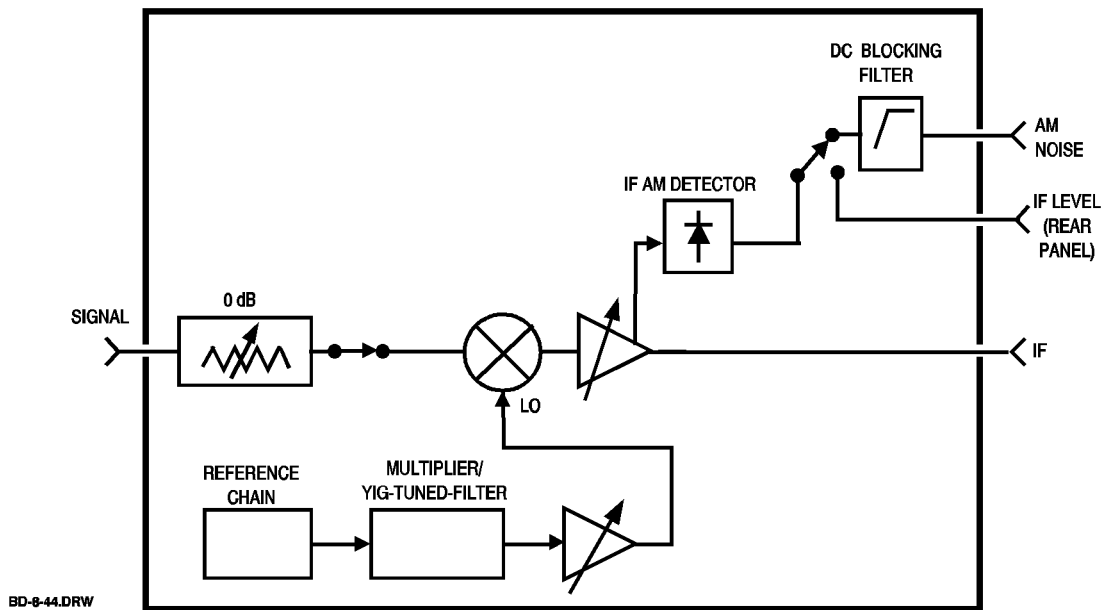 DC BLOCKING
FILTER
AM
NOISE
IF AM DETECTOR
IF LEVEL
(REAR
PANEL)
0 dB
SIGNAL
IF
LO
REFERENCE
CHAIN
MULTIPLIER/
YIG-TUNED-FILTER
BD-8-44.DRW